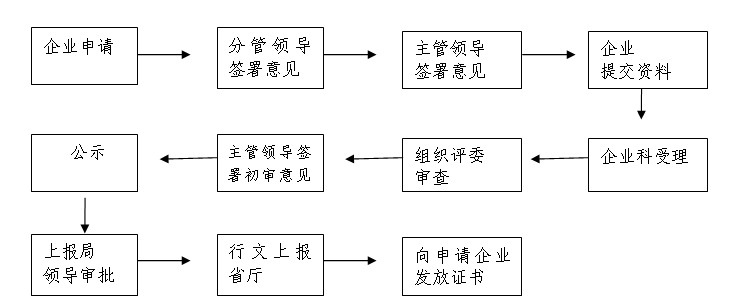 企业申请
分管领导
签署意见
主管领导
签署意见
企业
提交资料
企业科受理
组织评委
审查
主管领导签
署初审意见
公示
上报局
领导审批
行文上报
省厅
向申请企业
发放证书